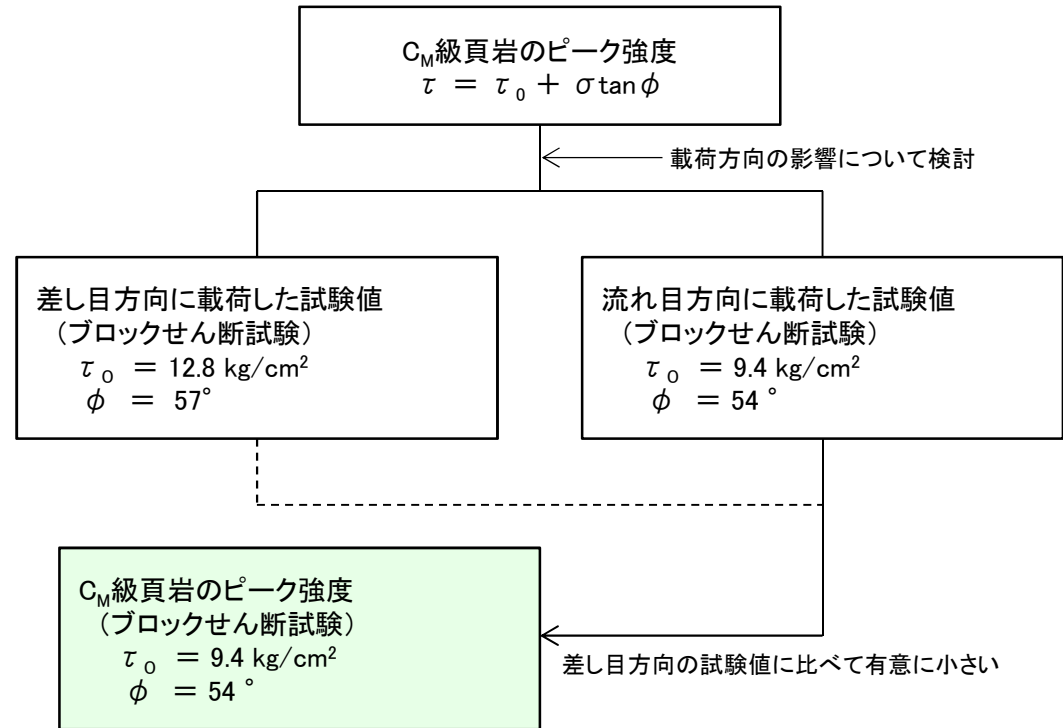 C_M級頁岩のピーク強度
τ = τ₀ + σtanφ
載荷方向の影響について検討
差し目方向に載荷した試験値
(ブロックせん断試験)
τ₀ = 12.8 kg/cm²
φ = 57°
流れ目方向に載荷した試験値
(ブロックせん断試験)
τ₀ = 9.4 kg/cm²
φ = 54 °
C_M級頁岩のピーク強度
(ブロックせん断試験)
τ₀ = 9.4 kg/cm²
φ = 54 °
差し目方向の試験値に比べて有意に小さい